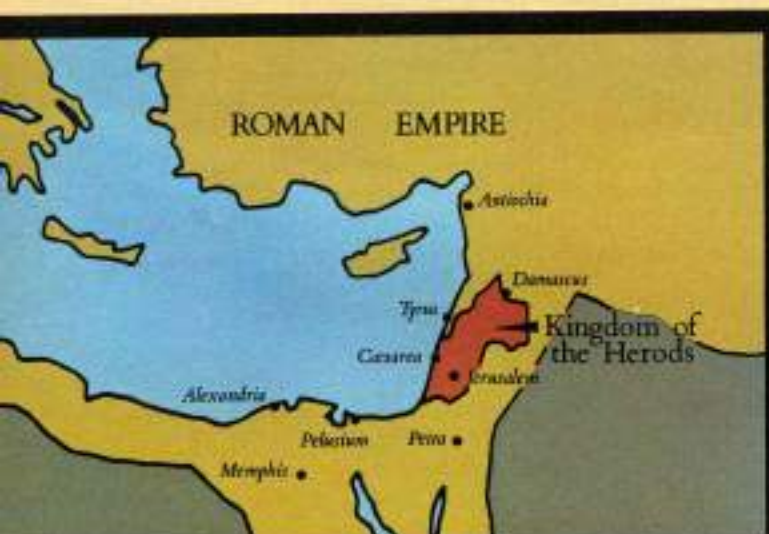 ROMAN EMPIRE
Antiochia
Damascus
Tyrus
Kingdom of
the Herods
Caesarea
Jerusalem
Alexandria
Pelusium
Petra
Memphis